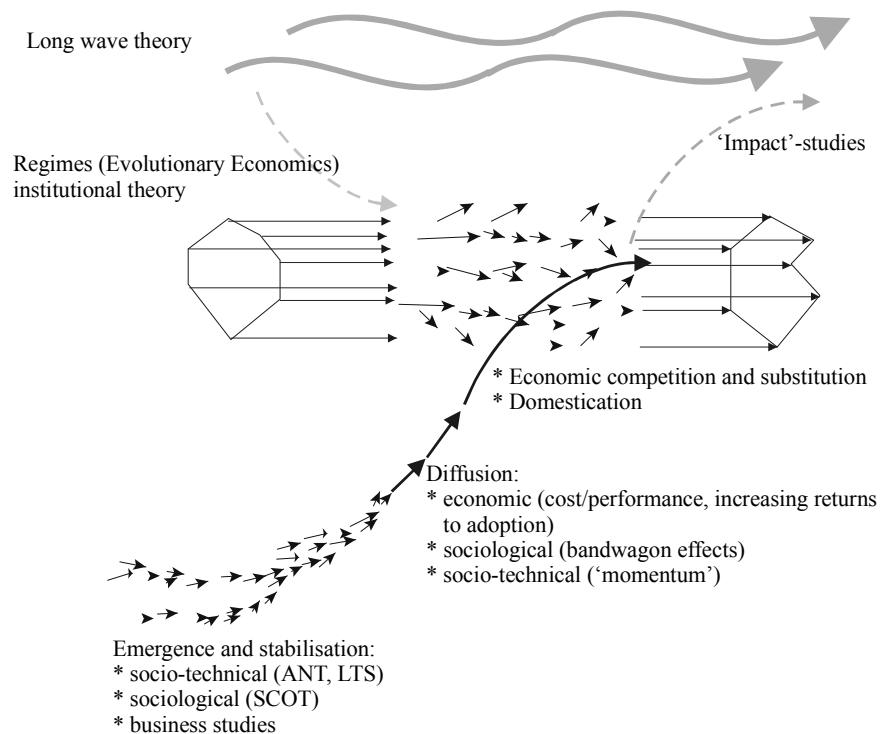 Long wave theory
'Impact'-studies
Regimes (Evolutionary Economics)
institutional theory
* Economic competition and substitution
* Domestication
Diffusion:
* economic (cost/performance, increasing returns
to adoption)
* sociological (bandwagon effects)
* socio-technical ('momentum')
Emergence and stabilisation:
* socio-technical (ANT, LTS)
* sociological (SCOT)
* business studies